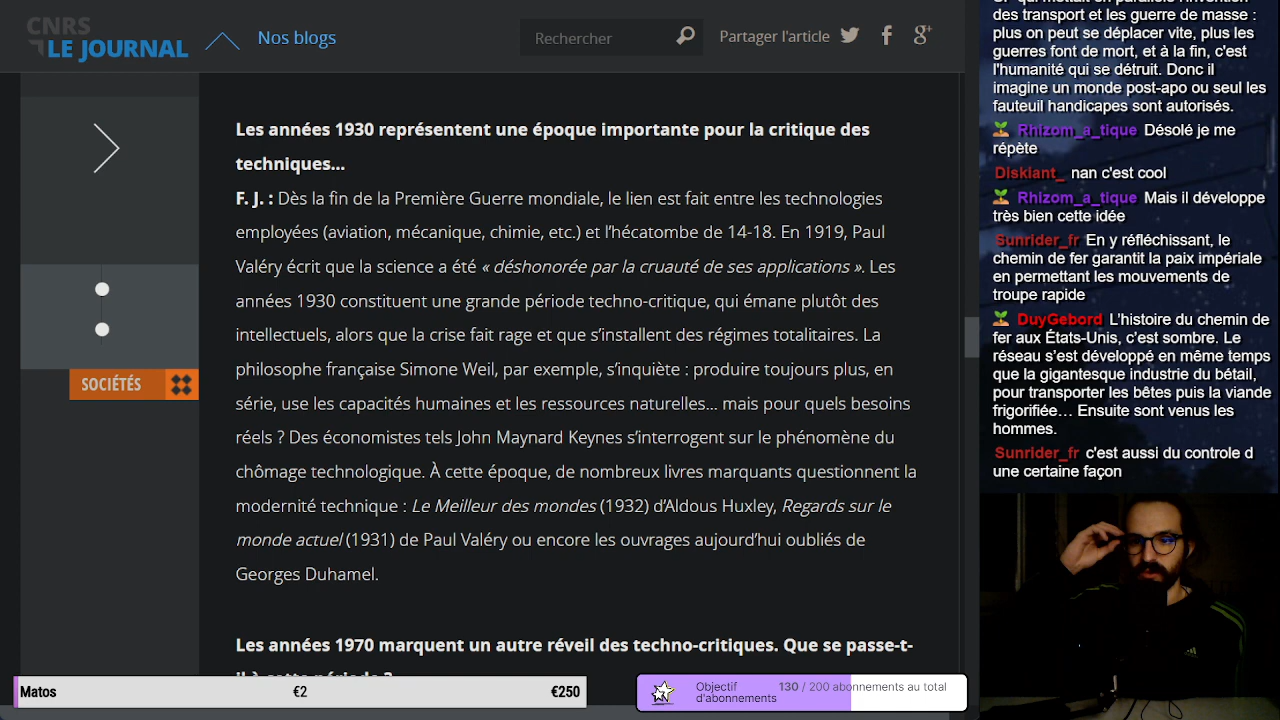 CNRS
LE JOURNAL
Nos blogs
Rechercher
Partager l'article
Les années 1930 représentent une époque importante pour la critique des
techniques...
F. J. : Dès la fin de la Première Guerre mondiale, le lien est fait entre les technologies
employées (aviation, mécanique, chimie, etc.) et l'hécatombe de 14-18. En 1919, Paul
Valéry écrit que la science a été « déshonorée par la cruauté de ses applications ». Les
années 1930 constituent une grande période techno-critique, qui émane plutôt des
intellectuels, alors que la crise fait rage et que s'installent des régimes totalitaires. La
philosophe française Simone Weil, par exemple, s'inquiète : produire toujours plus, en
série, use les capacités humaines et les ressources naturelles... mais pour quels besoins
réels ? Des économistes tels John Maynard Keynes s'interrogent sur le phénomène du
chômage technologique. À cette époque, de nombreux livres marquants questionnent la
modernité technique : Le Meilleur des mondes (1932) d'Aldous Huxley, Regards sur le
monde actuel (1931) de Paul Valéry ou encore les ouvrages aujourd'hui oubliés de
Georges Duhamel.
Les années 1970 marquent un autre réveil des techno-critiques. Que se passe-t-
il à cette période ?
SOCIÉTÉS
Matos €2 €250
Objectif
d'abonnements
130 / 200 abonnements au total
qui mettait en parallèle l'invention
des transport et les guerre de masse :
plus on peut se déplacer vite, plus les
guerres font de mort, et à la fin, c'est
l'humanité qui se détruit. Donc il
imagine un monde post-apo ou seul les
fauteuil handicapes sont autorisés.
Rhizom_a_tique Désolé je me
répète
Diskiant_ nan c'est cool
Rhizom_a_tique Mais il développe
très bien cette idée
Sunrider_fr En y réfléchissant, le
chemin de fer garantit la paix impériale
en permettant les mouvements de
troupe rapide
DuyGebord L'histoire du chemin de
fer aux États-Unis, c'est sombre. Le
réseau s'est développé en même temps
que la gigantesque industrie du bétail,
pour transporter les bêtes puis la viande
frigorifiée... Ensuite sont venus les
hommes.
Sunrider_fr c'est aussi du controle d
une certaine façon